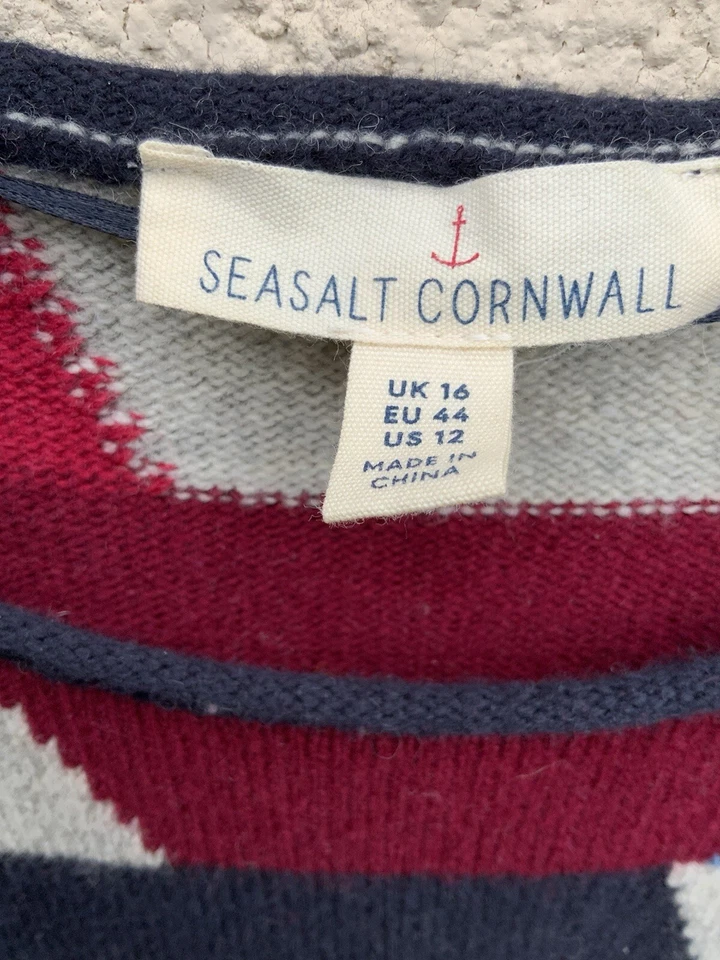 SEASALT CORNWALL
UK 16
EU 44
US 12
MADE IN
CHINA